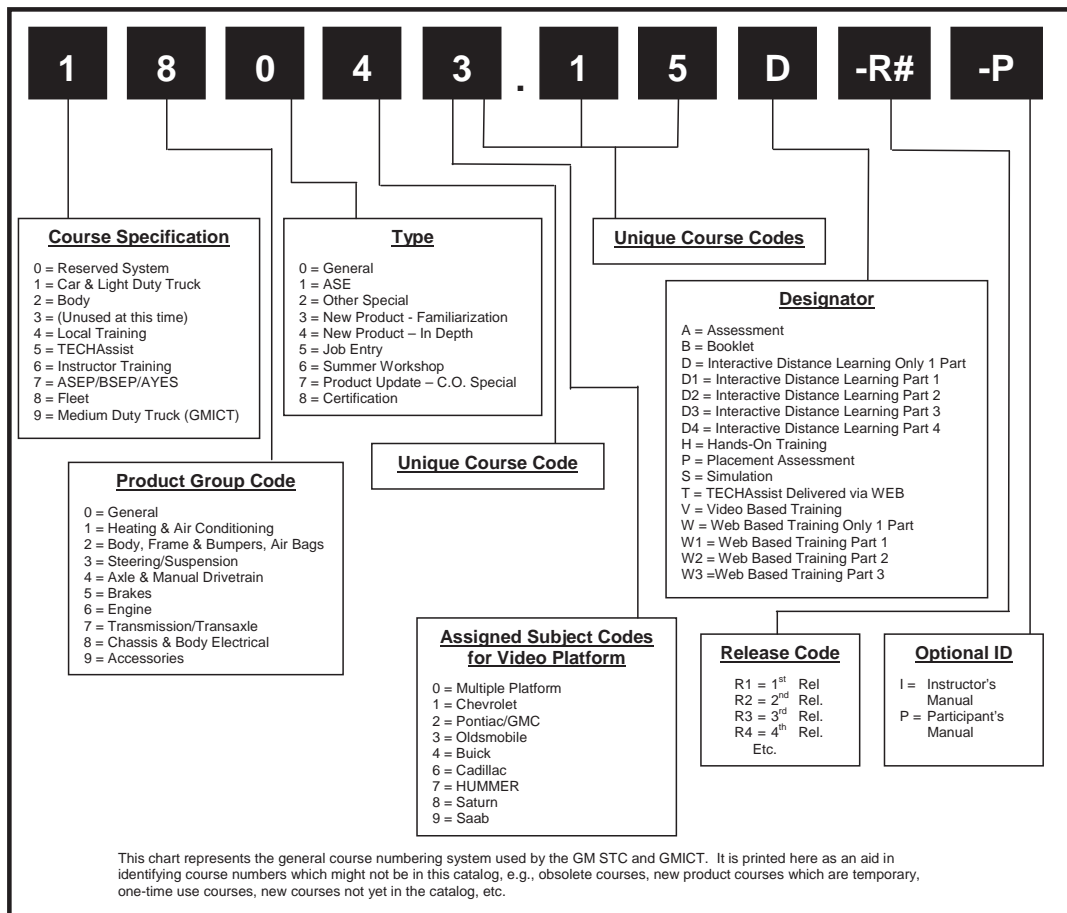 1 8 0 4 3 . 1 5 D -R# -P
Course Specification
0 = Reserved System
1 = Car & Light Duty Truck
2 = Body
3 = (Unused at this time)
4 = Local Training
5 = TECHAssist
6 = Instructor Training
7 = ASEP/BSEP/AYES
8 = Fleet
9 = Medium Duty Truck (GMICT)
Type
0 = General
1 = ASE
2 = Other Special
3 = New Product - Familiarization
4 = New Product – In Depth
5 = Job Entry
6 = Summer Workshop
7 = Product Update – C.O. Special
8 = Certification
Unique Course Codes
Designator
A = Assessment
B = Booklet
D = Interactive Distance Learning Only 1 Part
D1 = Interactive Distance Learning Part 1
D2 = Interactive Distance Learning Part 2
D3 = Interactive Distance Learning Part 3
D4 = Interactive Distance Learning Part 4
H = Hands-On Training
P = Placement Assessment
S = Simulation
T = TECHAssist Delivered via WEB
V = Video Based Training
W = Web Based Training Only 1 Part
W1 = Web Based Training Part 1
W2 = Web Based Training Part 2
W3 =Web Based Training Part 3
Unique Course Code
Product Group Code
0 = General
1 = Heating & Air Conditioning
2 = Body, Frame & Bumpers, Air Bags
3 = Steering/Suspension
4 = Axle & Manual Drivetrain
5 = Brakes
6 = Engine
7 = Transmission/Transaxle
8 = Chassis & Body Electrical
9 = Accessories
Assigned Subject Codes
for Video Platform
0 = Multiple Platform
1 = Chevrolet
2 = Pontiac/GMC
3 = Oldsmobile
4 = Buick
6 = Cadillac
7 = HUMMER
8 = Saturn
9 = Saab
Release Code
R1 = 1st Rel
R2 = 2nd Rel.
R3 = 3rd Rel.
R4 = 4th Rel.
Etc.
Optional ID
I = Instructor's
Manual
P = Participant's
Manual
This chart represents the general course numbering system used by the GM STC and GMICT. It is printed here as an aid in
identifying course numbers which might not be in this catalog, e.g., obsolete courses, new product courses which are temporary,
one-time use courses, new courses not yet in the catalog, etc.